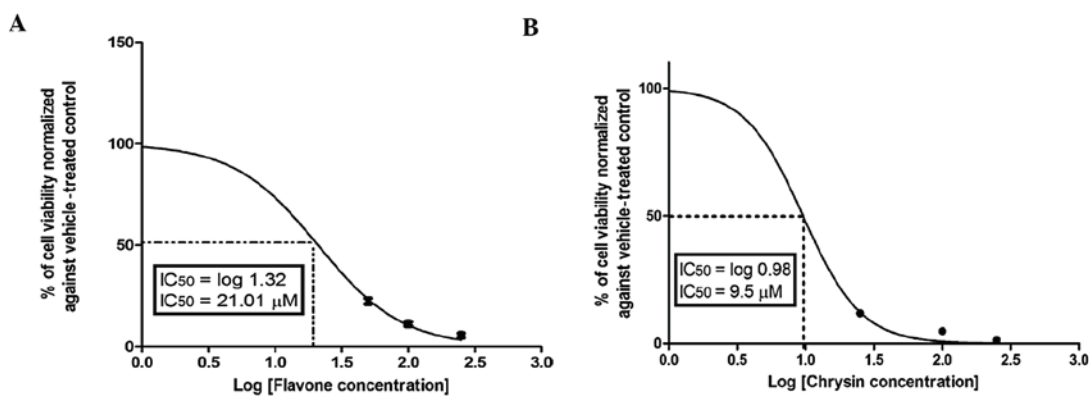 A
% of cell viability normalized
against vehicle-treated control
150
100
50
0
IC50 = log 1.32
IC50 = 21.01 μM
0.0 0.5 1.0 1.5 2.0 2.5 3.0
Log [Flavone concentration]
B
% of cell viability normalized
against vehicle-treated control
100
50
0
IC50 = log 0.98
IC50 = 9.5 μM
0.0 0.5 1.0 1.5 2.0 2.5 3.0
Log [Chrysin concentration]